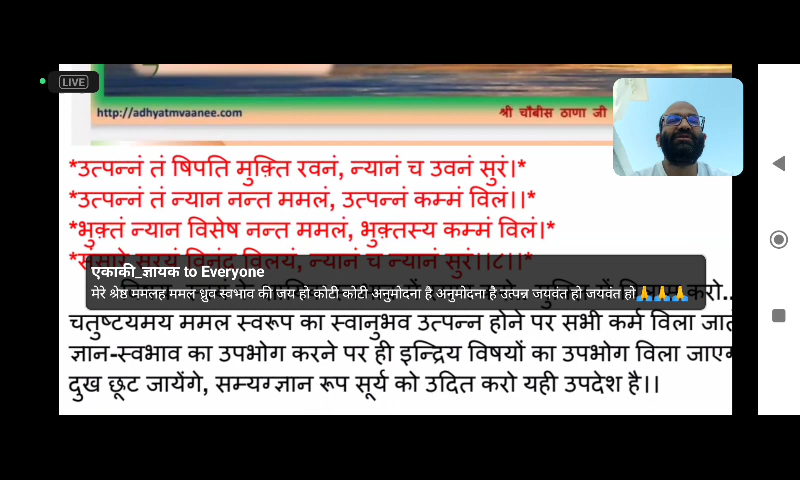 LIVE
http://adhyatmvaanee.com
श्री चौबीस ठाणा जी
*उत्पन्नं तं षिपति मुक्ति रवनं, न्यानं च उवनं सुरं।*
*उत्पन्नं तं न्यान नन्त ममलं, उत्पन्नं कम्मं विलं।।*
*भुक्तं न्यान विसेष नन्त ममलं, भुक्तस्य कम्मं विलं।*
न्यानं च न्यानं सुरं।।८।।*
एकाकी_ज्ञायक to Everyone
मेरे श्रेष्ठ ममलह ममल ध्रुव स्वभाव की जय हो कोटी कोटी अनुमोदना है अनुमोदना है उत्पन्न जयवंत हो जयवंत हो🙏🙏🙏
करो..
चतुष्टयमय ममल स्वरूप का स्वानुभव उत्पन्न होने पर सभी कर्म विला
ज्ञान-स्वभाव का उपभोग करने पर ही इन्द्रिय विषयों का उपभोग विला
दुख छूट जायेंगे, सम्यग्ज्ञान रूप सूर्य को उदित करो यही उपदेश है।।